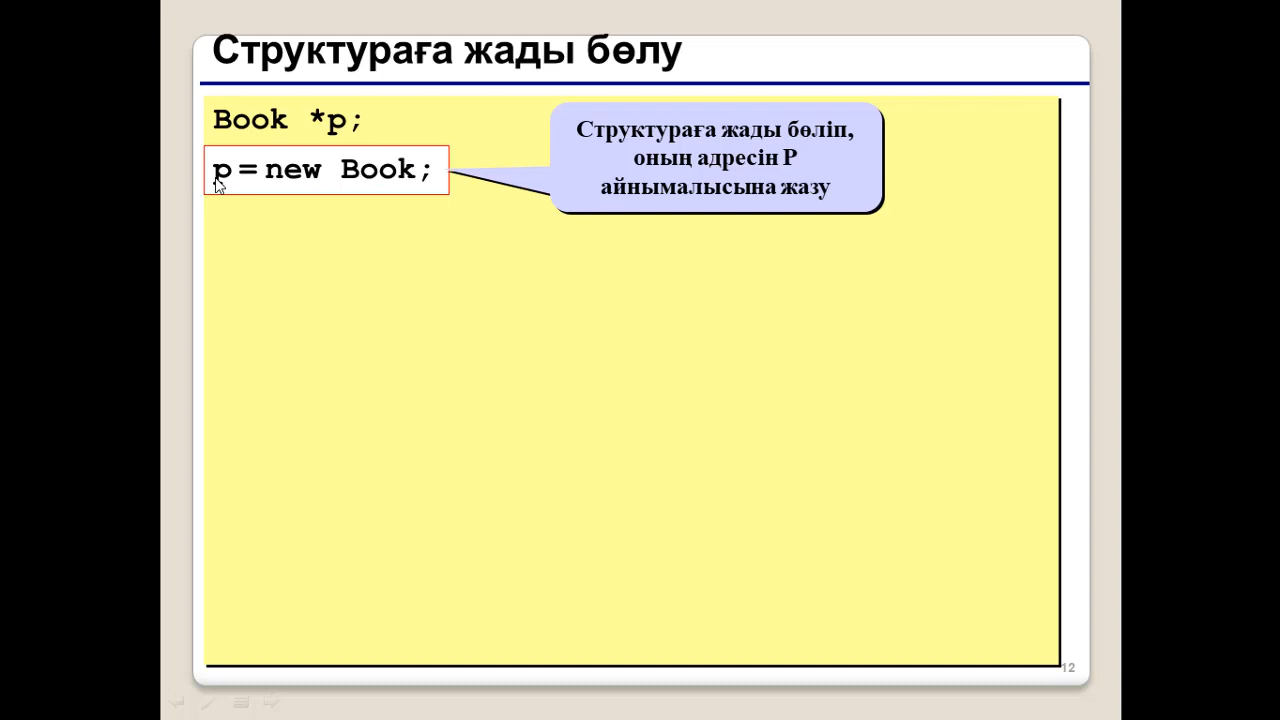 Структураға жады бөлу
Book *p;
p = new Book;
Структураға жады бөліп,
оның адресін P
айнымалысына жазу
12